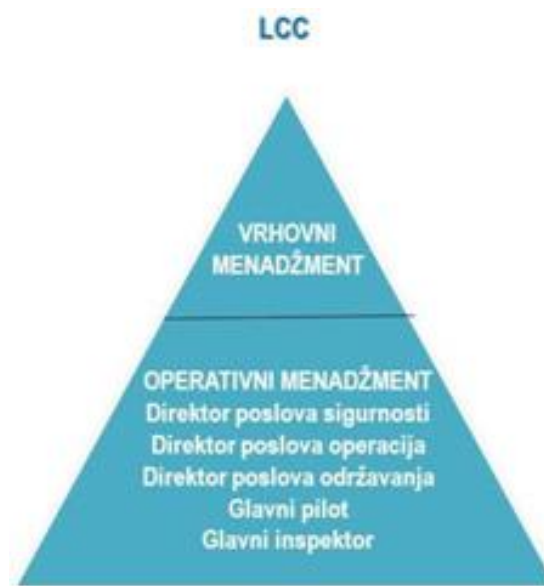 LCC
VRHOVNI
MENADŽMENT
OPERATIVNI MENADŽMENT
Direktor poslova sigurnosti
Direktor poslova operacija
Direktor poslova održavanja
Glavni pilot
Glavni inspektor